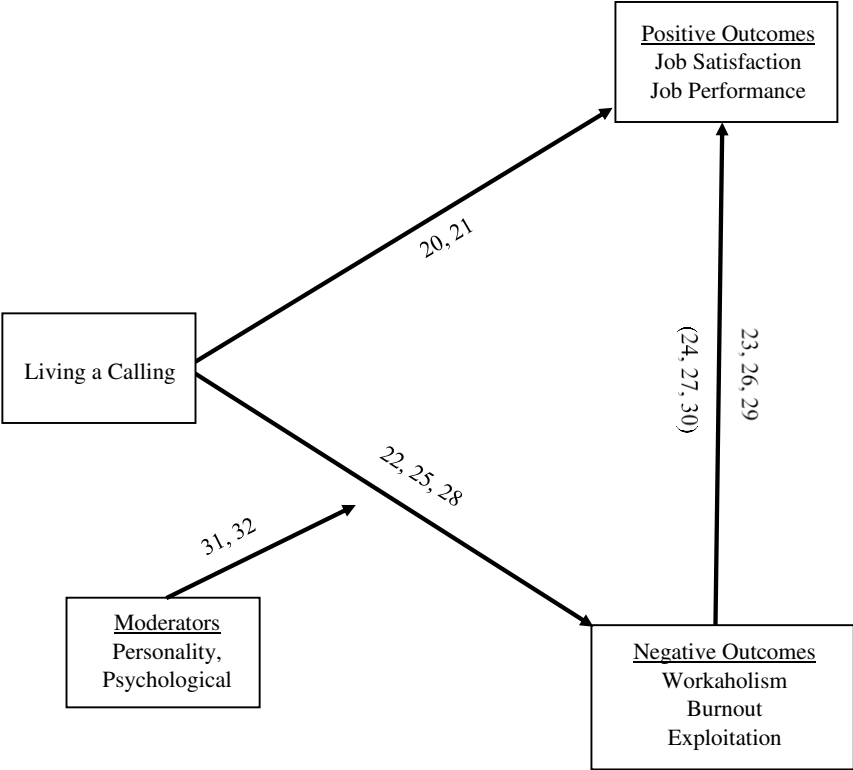 Positive Outcomes
Job Satisfaction
Job Performance
20, 21
Living a Calling
(24, 27, 30)
23, 26, 29
22, 25, 28
31, 32
Moderators
Personality,
Psychological
Negative Outcomes
Workaholism
Burnout
Exploitation